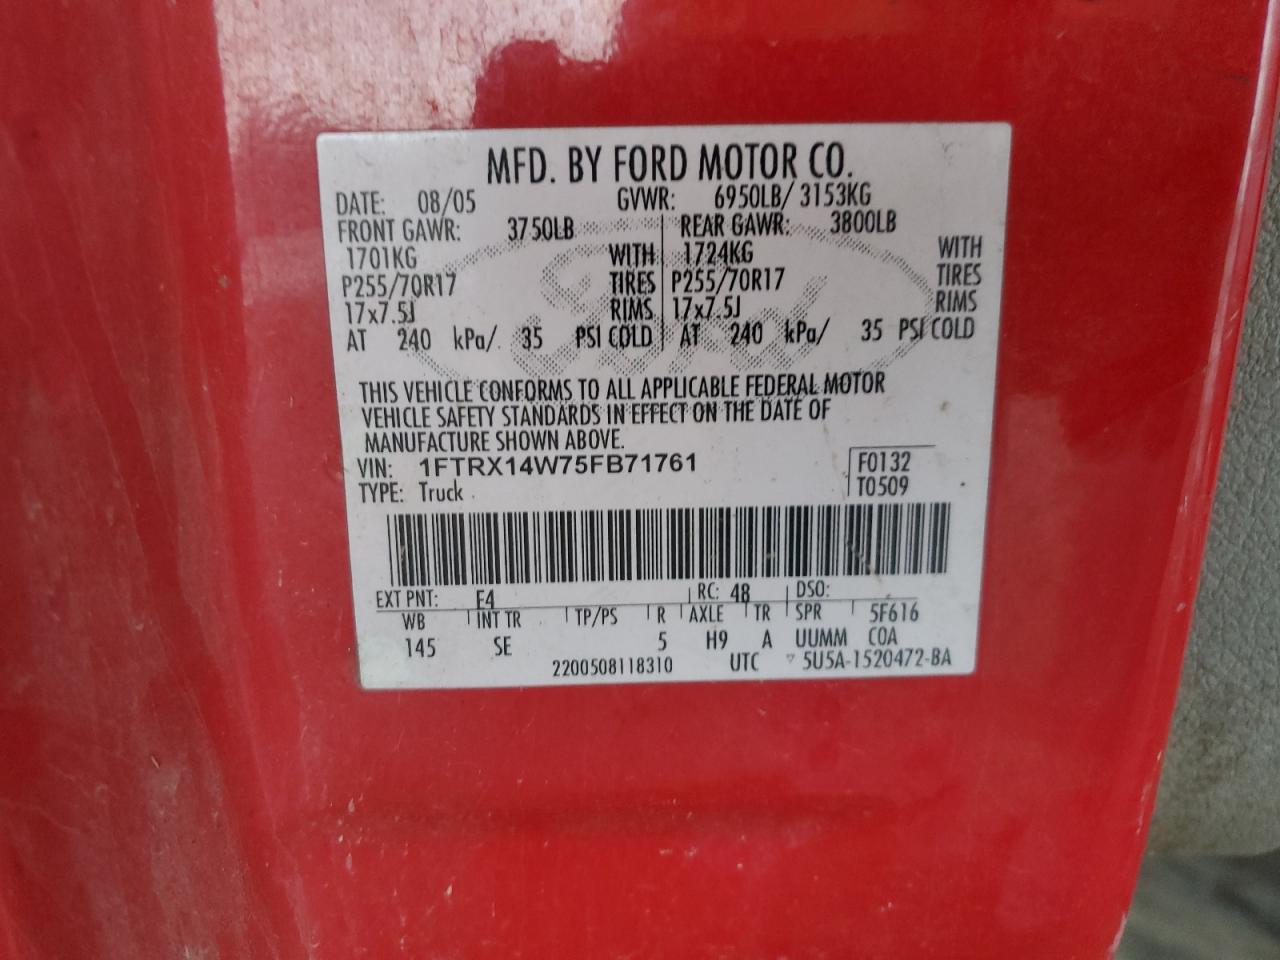 MFD. BY FORD MOTOR CO.
DATE: 08/05 GVWR: 6950LB/ 3153KG
FRONT GAWR: 3750LB REAR GAWR: 3800LB
1701KG WITH 1724KG WITH
P255/70R17 TIRES P255/70R17 TIRES
17x7.5J RIMS 17x7.5J RIMS
AT 240 kPa/ 35 PSI COLD AT 240 kPa/ 35 PSI COLD
THIS VEHICLE CONFORMS TO ALL APPLICABLE FEDERAL MOTOR
VEHICLE SAFETY STANDARDS IN EFFECT ON THE DATE OF
MANUFACTURE SHOWN ABOVE.
VIN: 1FTRX14W75FB71761 F0132
TYPE: Truck T0509
EXT PNT: E4 RC: 48 DSO:
WB INT TR TP/PS R AXLE TR SPR 5F616
145 SE 5 H9 A UUMM COA
2200508118310 UTC ▽ 5U5A-1520472-BA
Ford